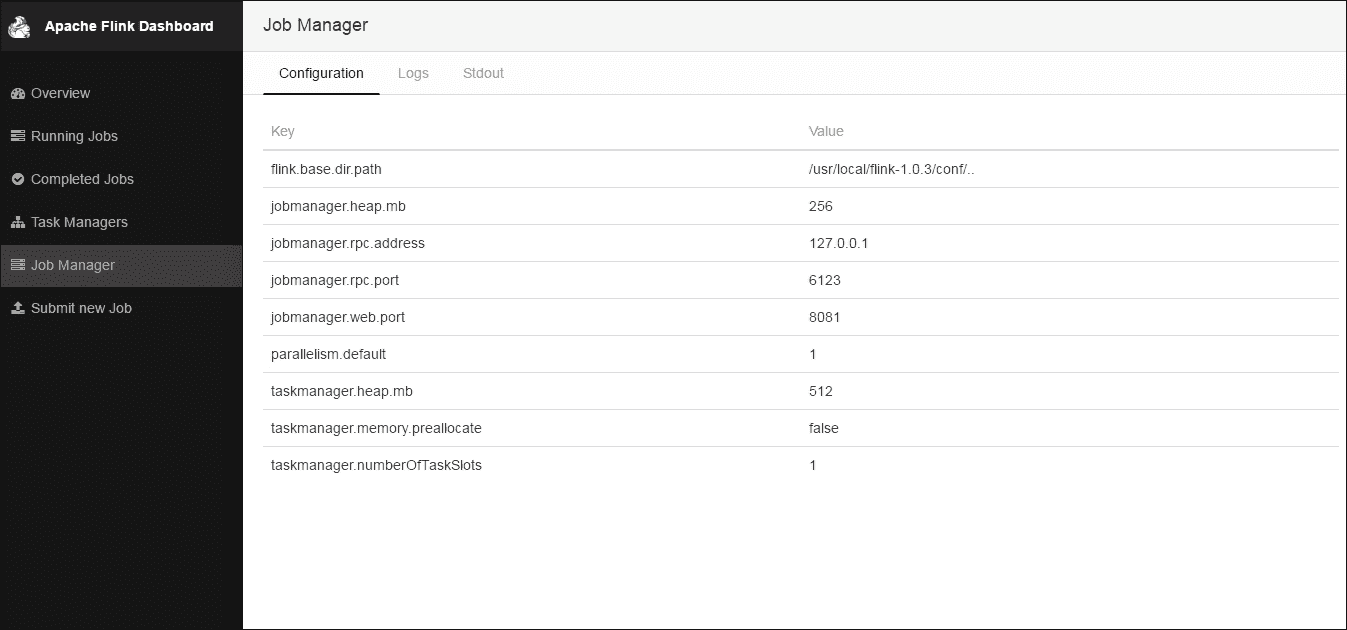 Apache Flink Dashboard
Overview
Running Jobs
Completed Jobs
Task Managers
Job Manager
Submit new Job
Job Manager
Configuration Logs Stdout
Key Value
flink.base.dir.path /usr/local/flink-1.0.3/conf/..
jobmanager.heap.mb 256
jobmanager.rpc.address 127.0.0.1
jobmanager.rpc.port 6123
jobmanager.web.port 8081
parallelism.default 1
taskmanager.heap.mb 512
taskmanager.memory.preallocate false
taskmanager.numberOfTaskSlots 1